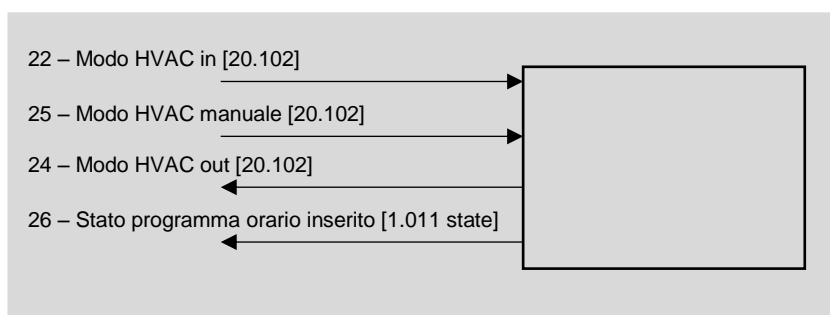 22 – Modo HVAC in [20.102]
25 – Modo HVAC manuale [20.102]
24 – Modo HVAC out [20.102]
26 – Stato programma orario inserito [1.011 state]